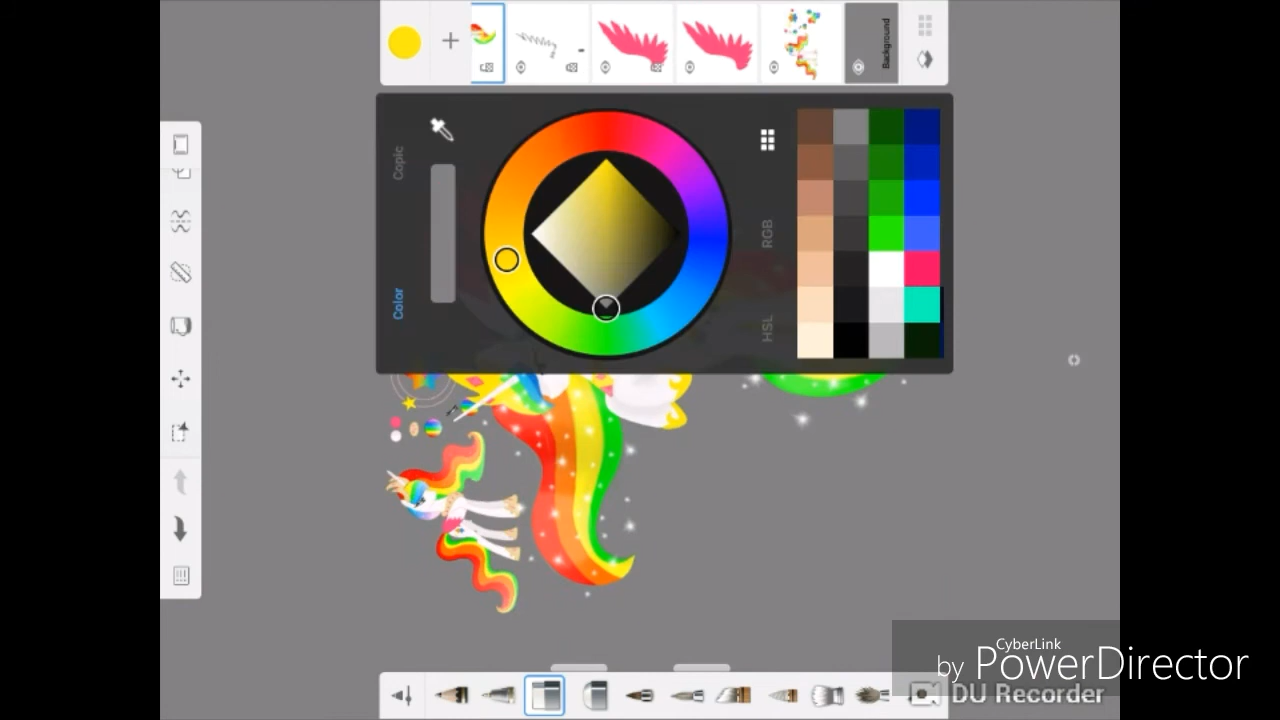 Background
Copic
Color
RGB
HSL
CyberLink
by PowerDirector
DU Recorder